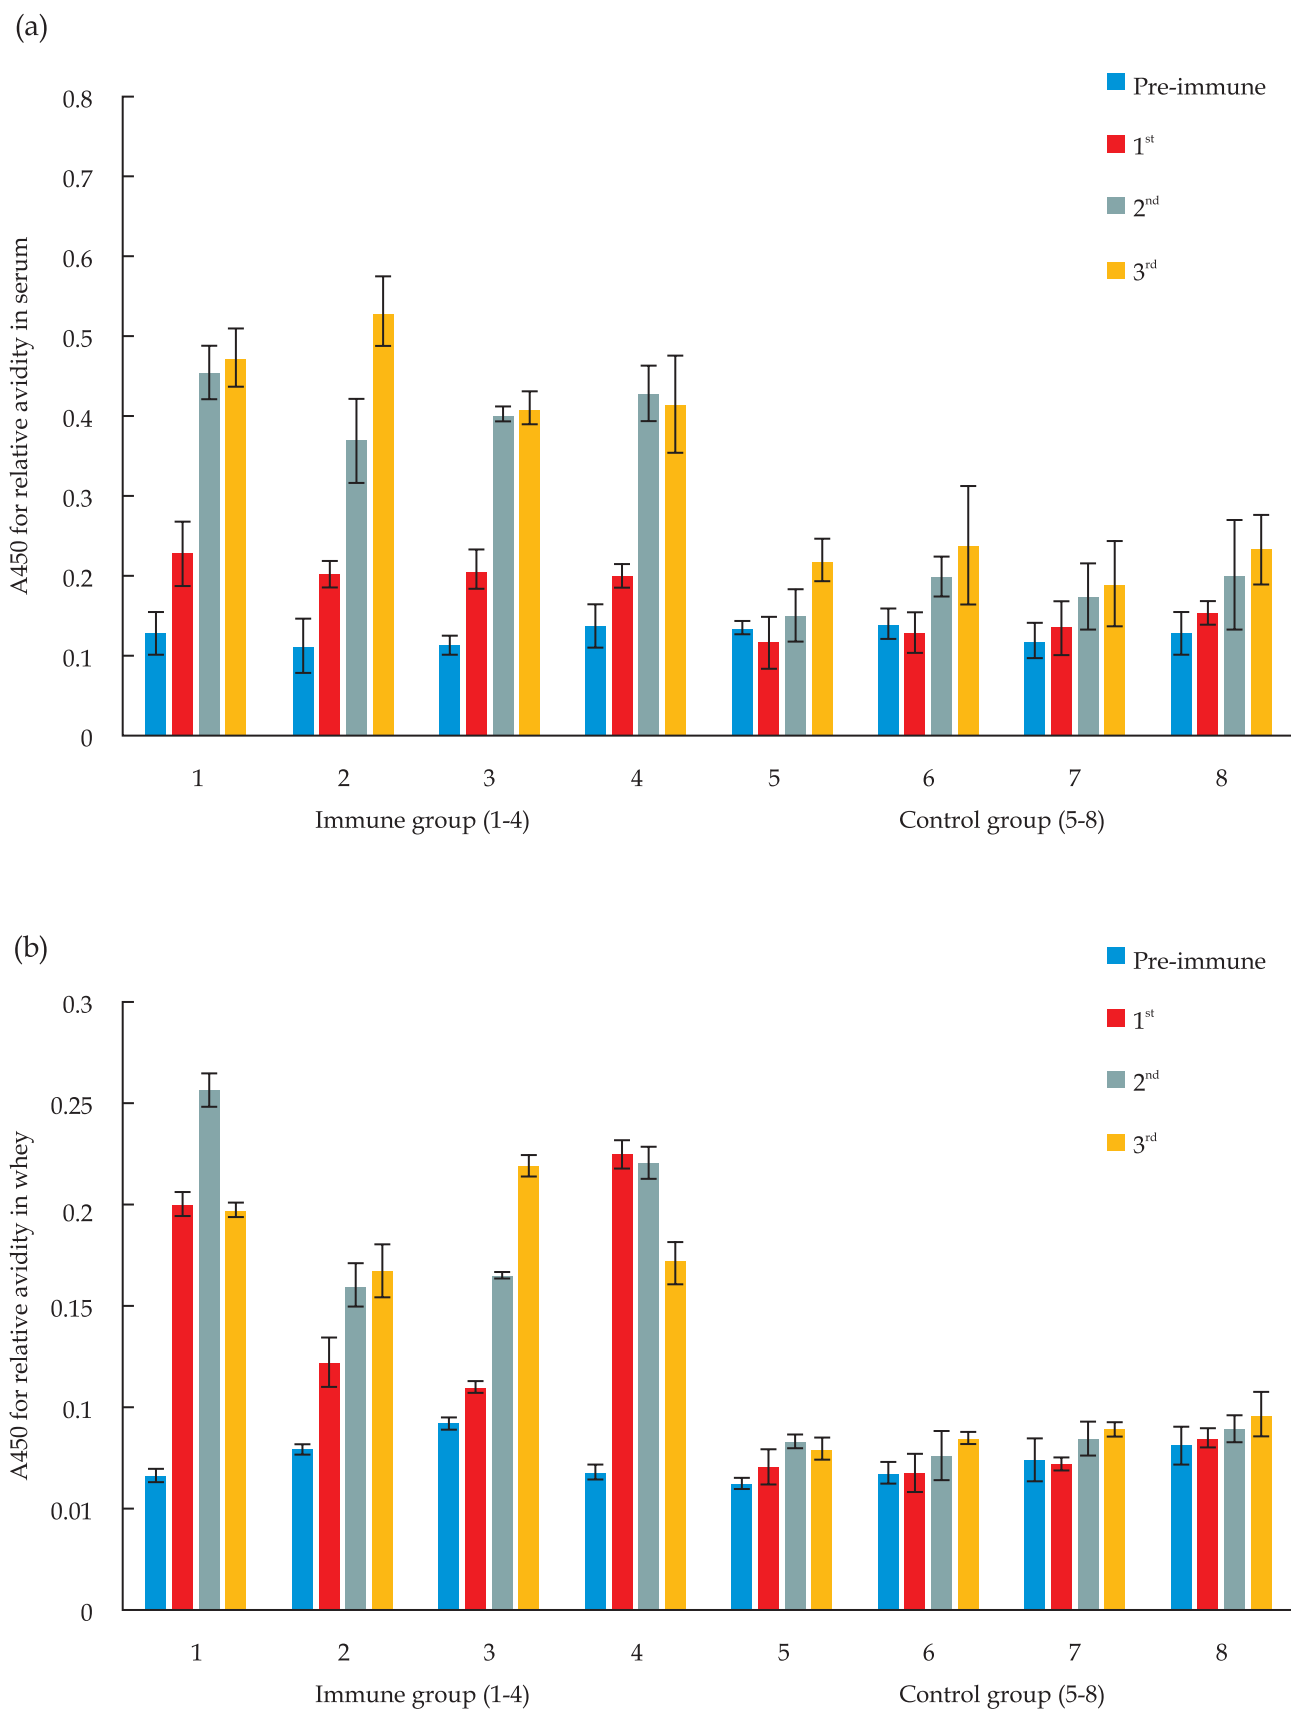 (a)
Pre-immune
1st
2nd
3rd
A450 for relative avidity in serum
0.8
0.7
0.6
0.5
0.4
0.3
0.2
0.1
0
1 2 3 4 5 6 7 8
Immune group (1-4) Control group (5-8)
(b)
Pre-immune
1st
2nd
3rd
A450 for relative avidity in whey
0.3
0.25
0.2
0.15
0.1
0.01
0
1 2 3 4 5 6 7 8
Immune group (1-4) Control group (5-8)